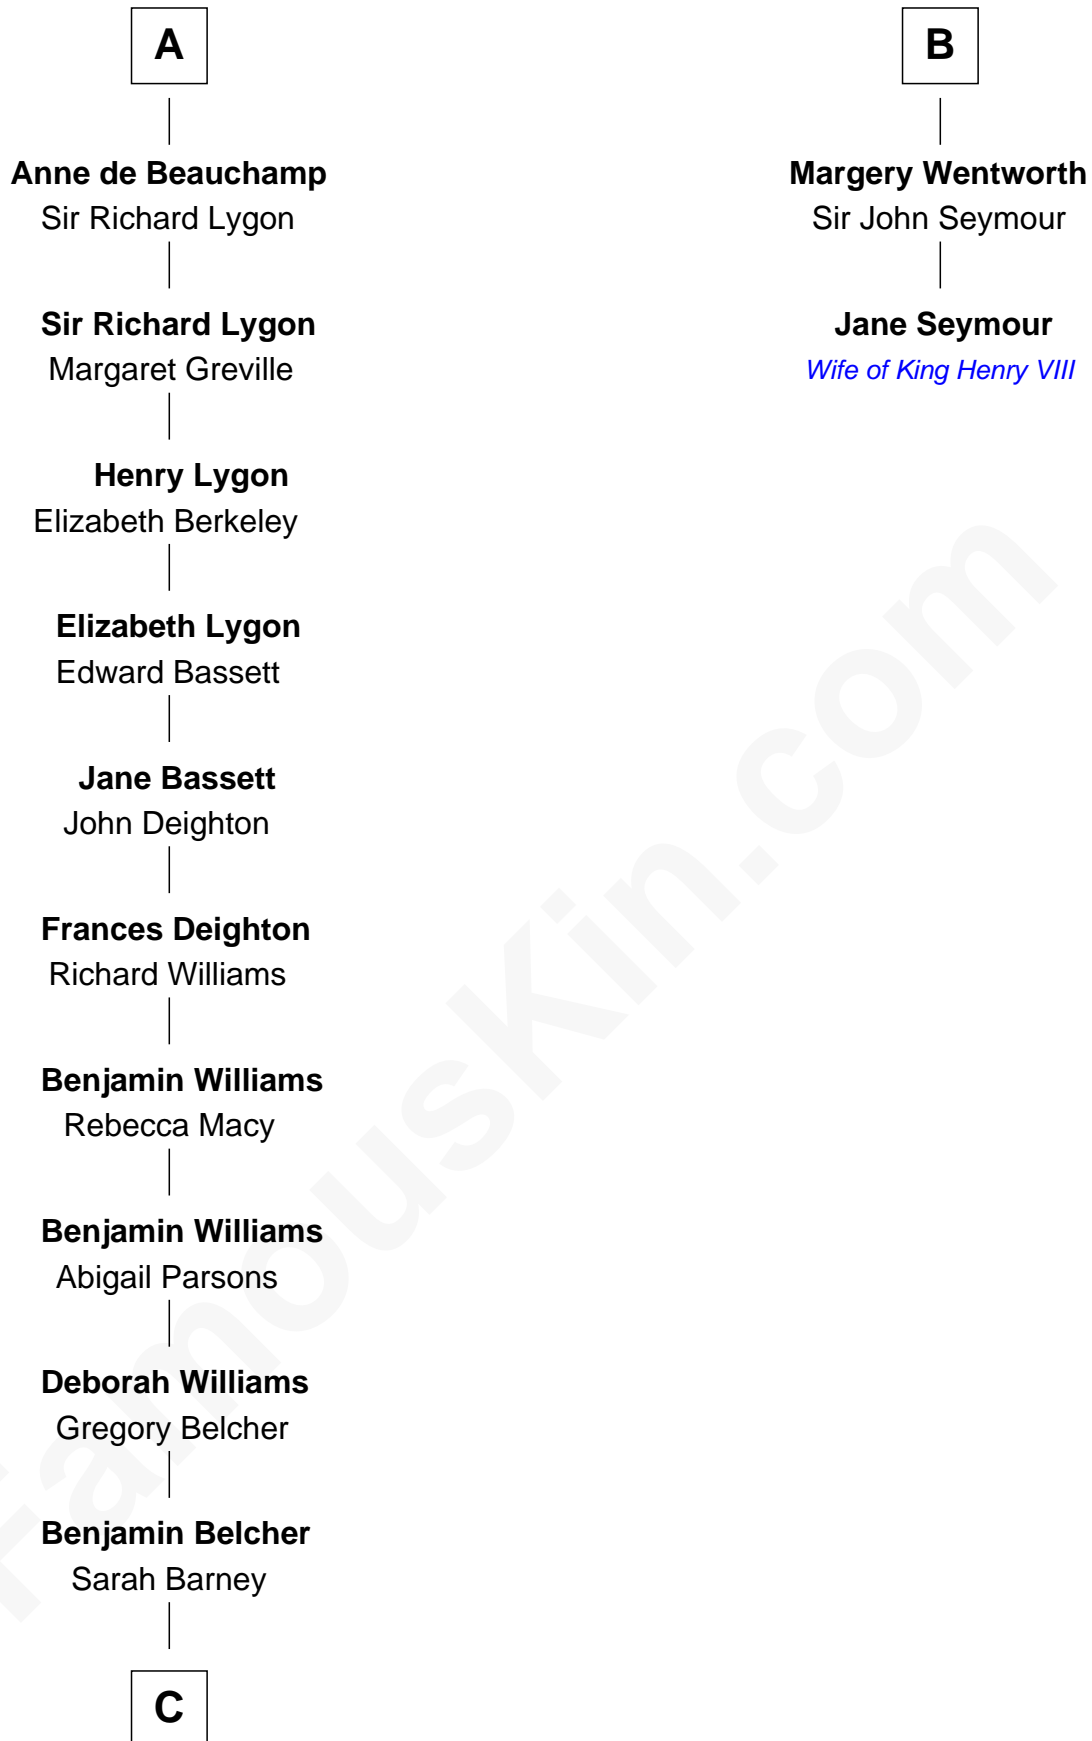 A
Anne de Beauchamp
Sir Richard Lygon
Sir Richard Lygon
Margaret Greville
Henry Lygon
Elizabeth Berkeley
Elizabeth Lygon
Edward Bassett
Jane Bassett
John Deighton
Frances Deighton
Richard Williams
Benjamin Williams
Rebecca Macy
Benjamin Williams
Abigail Parsons
Deborah Williams
Gregory Belcher
Benjamin Belcher
Sarah Barney
C
B
Margery Wentworth
Sir John Seymour
Jane Seymour
Wife of King Henry VIII
FamousKin.com